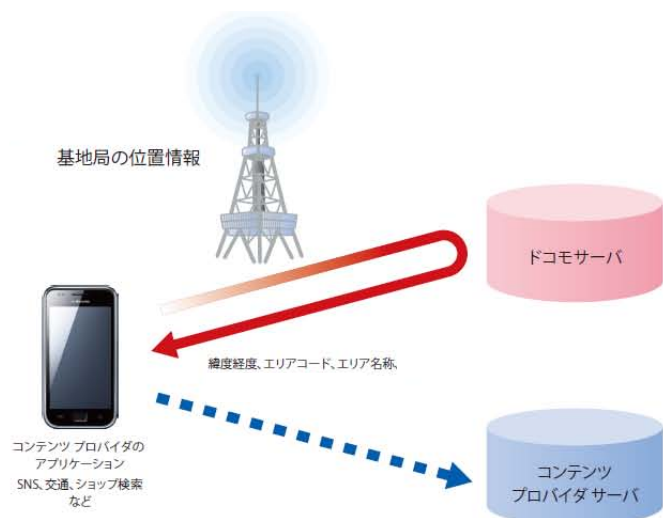 基地局の位置情報
ドコモサーバ
緯度経度、エリアコード、エリア名称、
コンテンツ プロバイダの
アプリケーション
SNS、交通、ショップ検索
など
コンテンツ
プロバイダ サーバ